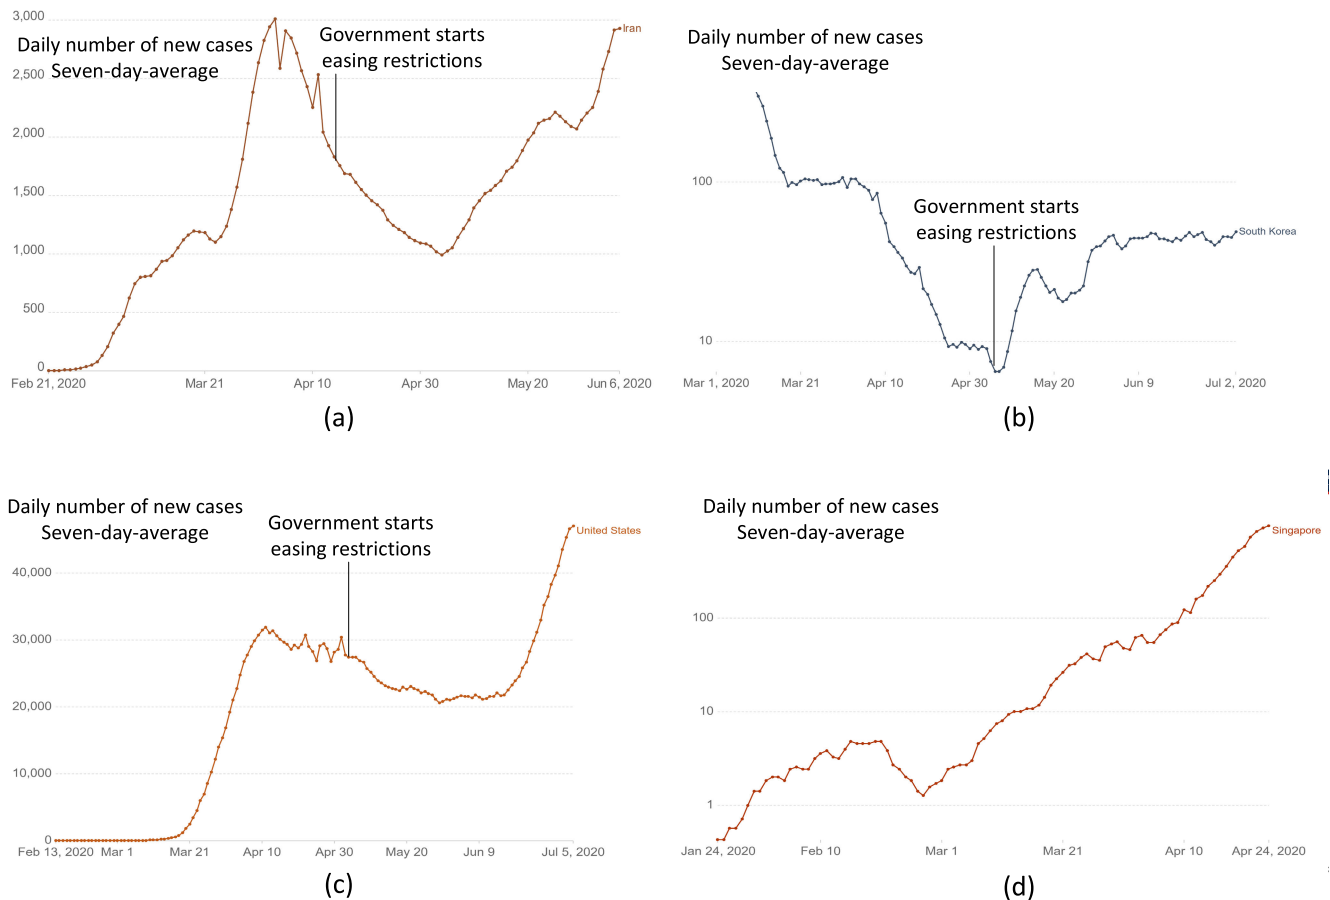 Daily number of new cases
Seven-day-average
Government starts
easing restrictions
Iran
3,000
2,500
2,000
1,500
1,000
500
0
Feb 21, 2020
Mar 21
Apr 10
Apr 30
May 20
Jun 6, 2020
(a)
Daily number of new cases
Seven-day-average
Government starts
easing restrictions
South Korea
100
10
Mar 1, 2020
Mar 21
Apr 10
Apr 30
May 20
Jun 9
Jul 2, 2020
(b)
Daily number of new cases
Seven-day-average
Government starts
easing restrictions
United States
40,000
30,000
20,000
10,000
0
Feb 13, 2020
Mar 1
Mar 21
Apr 10
Apr 30
May 20
Jun 9
Jul 5, 2020
(c)
Daily number of new cases
Seven-day-average
Singapore
100
10
1
Jan 24, 2020
Feb 10
Mar 1
Mar 21
Apr 10
Apr 24, 2020
(d)